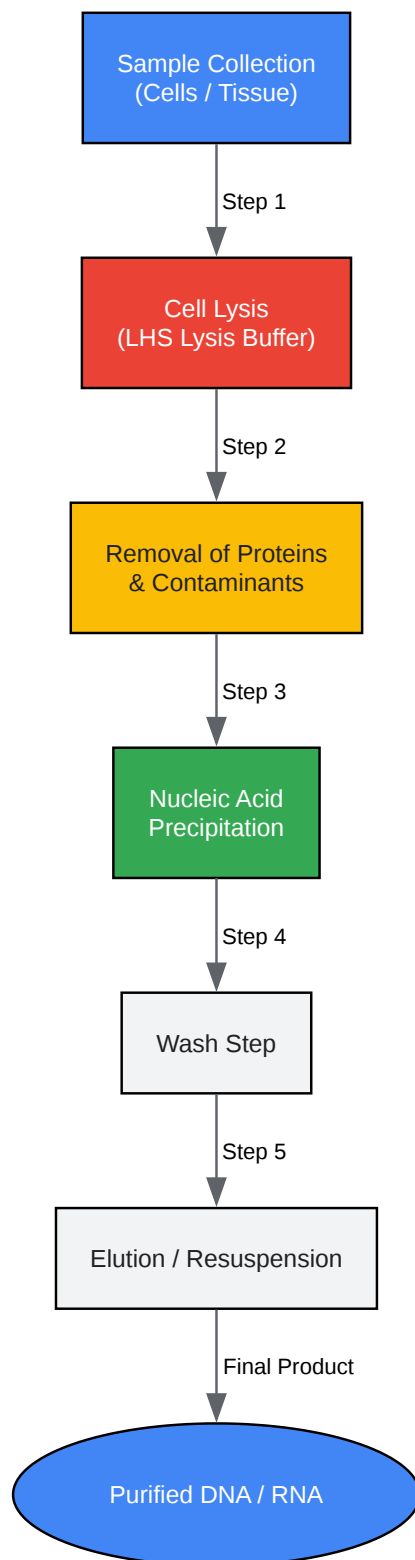 Sample Collection
(Cells / Tissue)
Step 1
Cell Lysis
(LHS Lysis Buffer)
Step 2
Removal of Proteins
& Contaminants
Step 3
Nucleic Acid
Precipitation
Step 4
Wash Step
Step 5
Elution / Resuspension
Final Product
Purified DNA / RNA